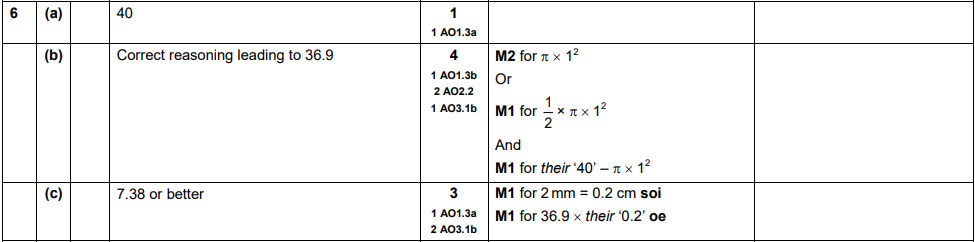 6 (a) 40 1
1 AO1.3a
(b) Correct reasoning leading to 36.9 4 M2 for π × 1²
1 AO1.3b Or
2 AO2.2
1 AO3.1b M1 for 1/2 × π × 1²
And
M1 for their ‘40’ – π × 1²
(c) 7.38 or better 3 M1 for 2 mm = 0.2 cm soi
1 AO1.3a M1 for 36.9 × their ‘0.2’ oe
2 AO3.1b